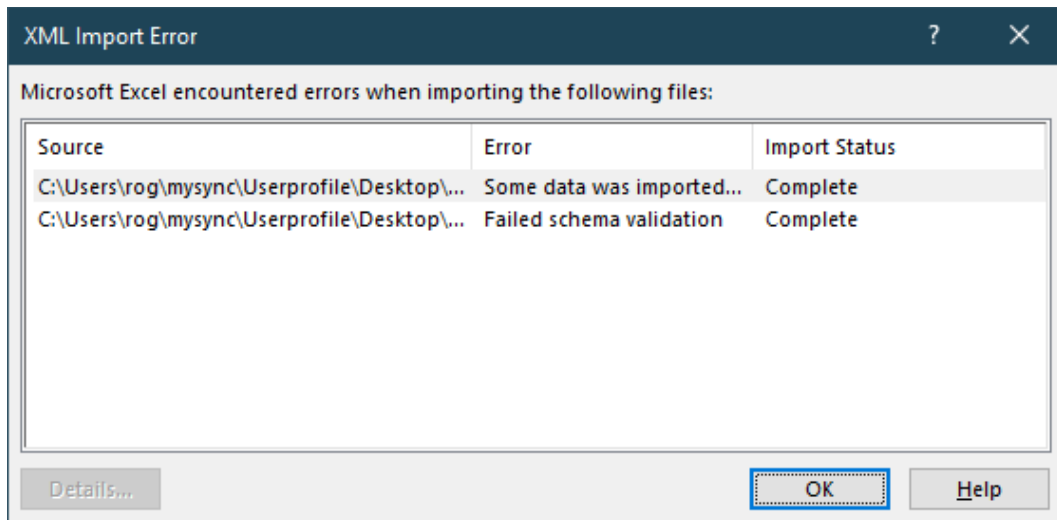 XML Import Error ?
Microsoft Excel encountered errors when importing the following files:
Source Error Import Status
C:\Users\rog\mysync\Userprofile\Desktop\... Some data was imported... Complete
C:\Users\rog\mysync\Userprofile\Desktop\... Failed schema validation Complete
Details... OK Help